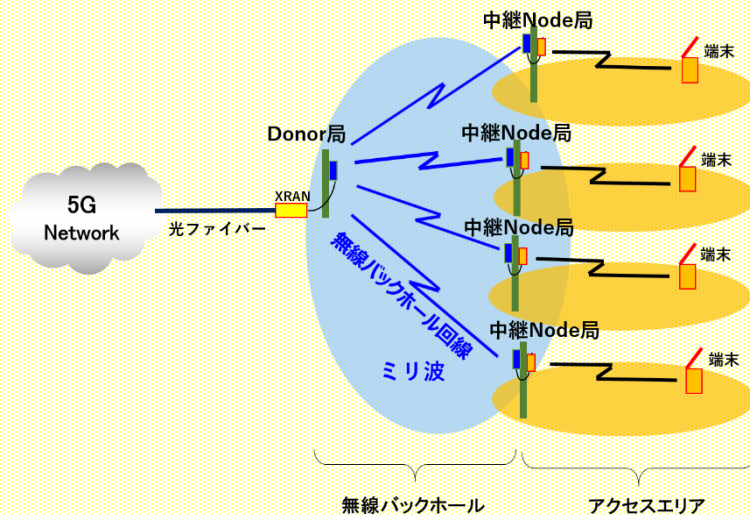 中継Node局
端末
Donor局
中継Node局
端末
XRAN
5G
Network
光ファイバー
中継Node局
端末
無線バックホール回線
中継Node局
端末
ミリ波
無線バックホール
アクセスエリア